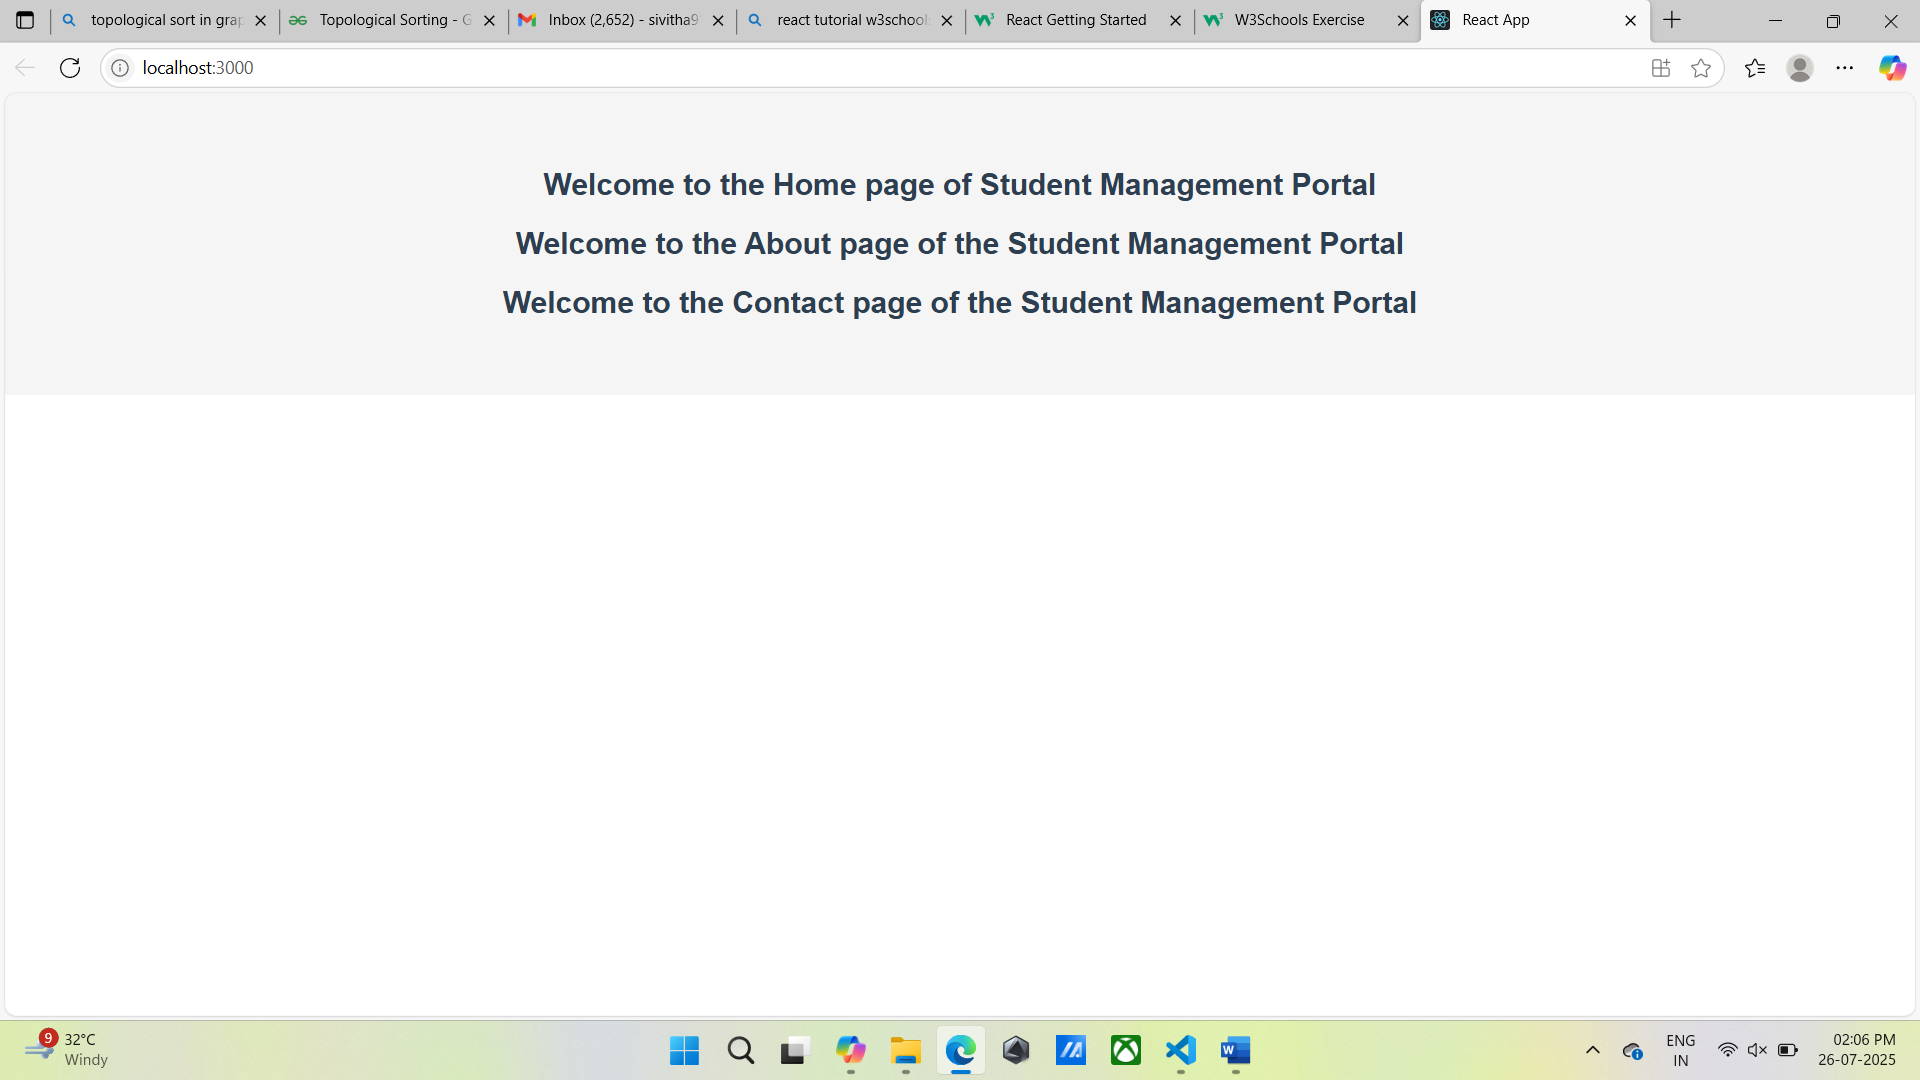 topological sort in grap
Topological Sorting - G
Inbox (2,652) - sivitha9
react tutorial w3school
React Getting Started
W3Schools Exercise
React App
localhost:3000
Welcome to the Home page of Student Management Portal
Welcome to the About page of the Student Management Portal
Welcome to the Contact page of the Student Management Portal
9
32°C
Windy
ENG
IN
02:06 PM
26-07-2025